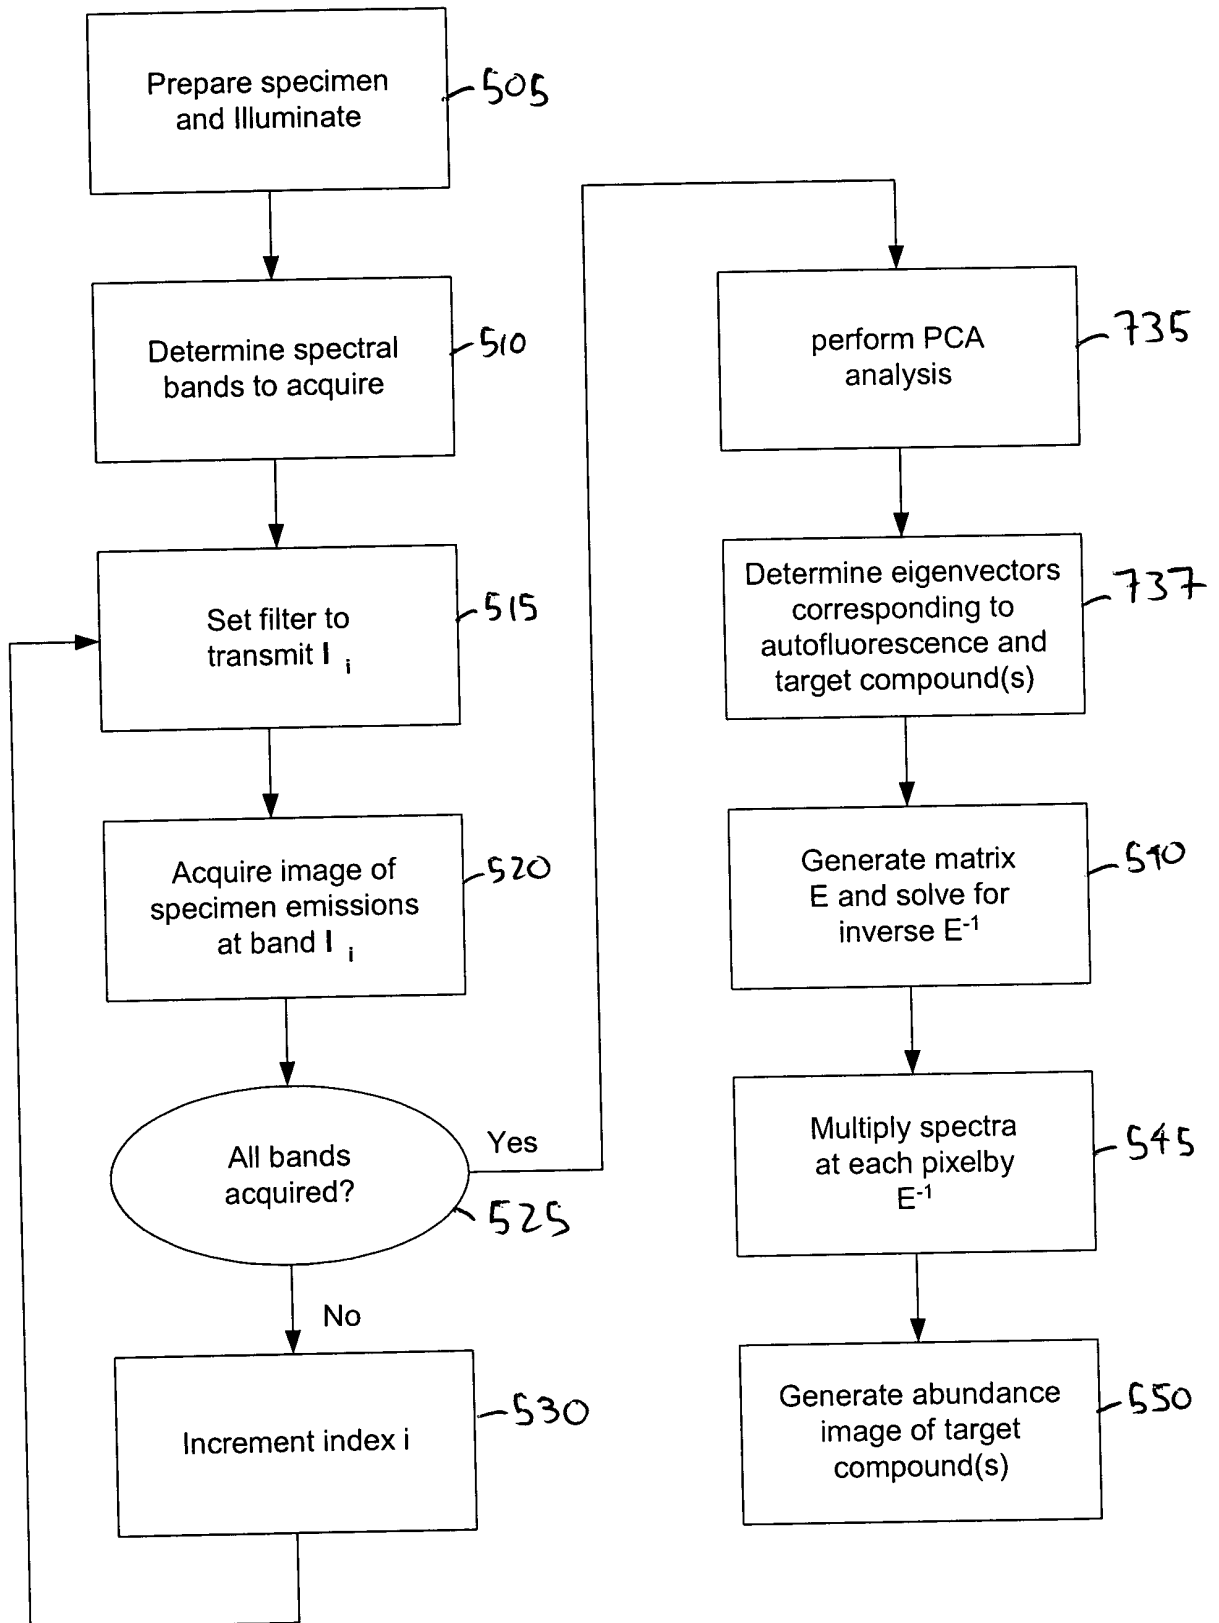 Prepare specimen
and Illuminate
505
Determine spectral
bands to acquire
510
Set filter to
transmit I i
515
Acquire image of
specimen emissions
at band I i
520
All bands
acquired?
Yes
525
No
Increment index i
530
perform PCA
analysis
735
Determine eigenvectors
corresponding to
autofluorescence and
target compound(s)
737
Generate matrix
E and solve for
inverse E-1
540
Multiply spectra
at each pixelby
E-1
545
Generate abundance
image of target
compound(s)
550